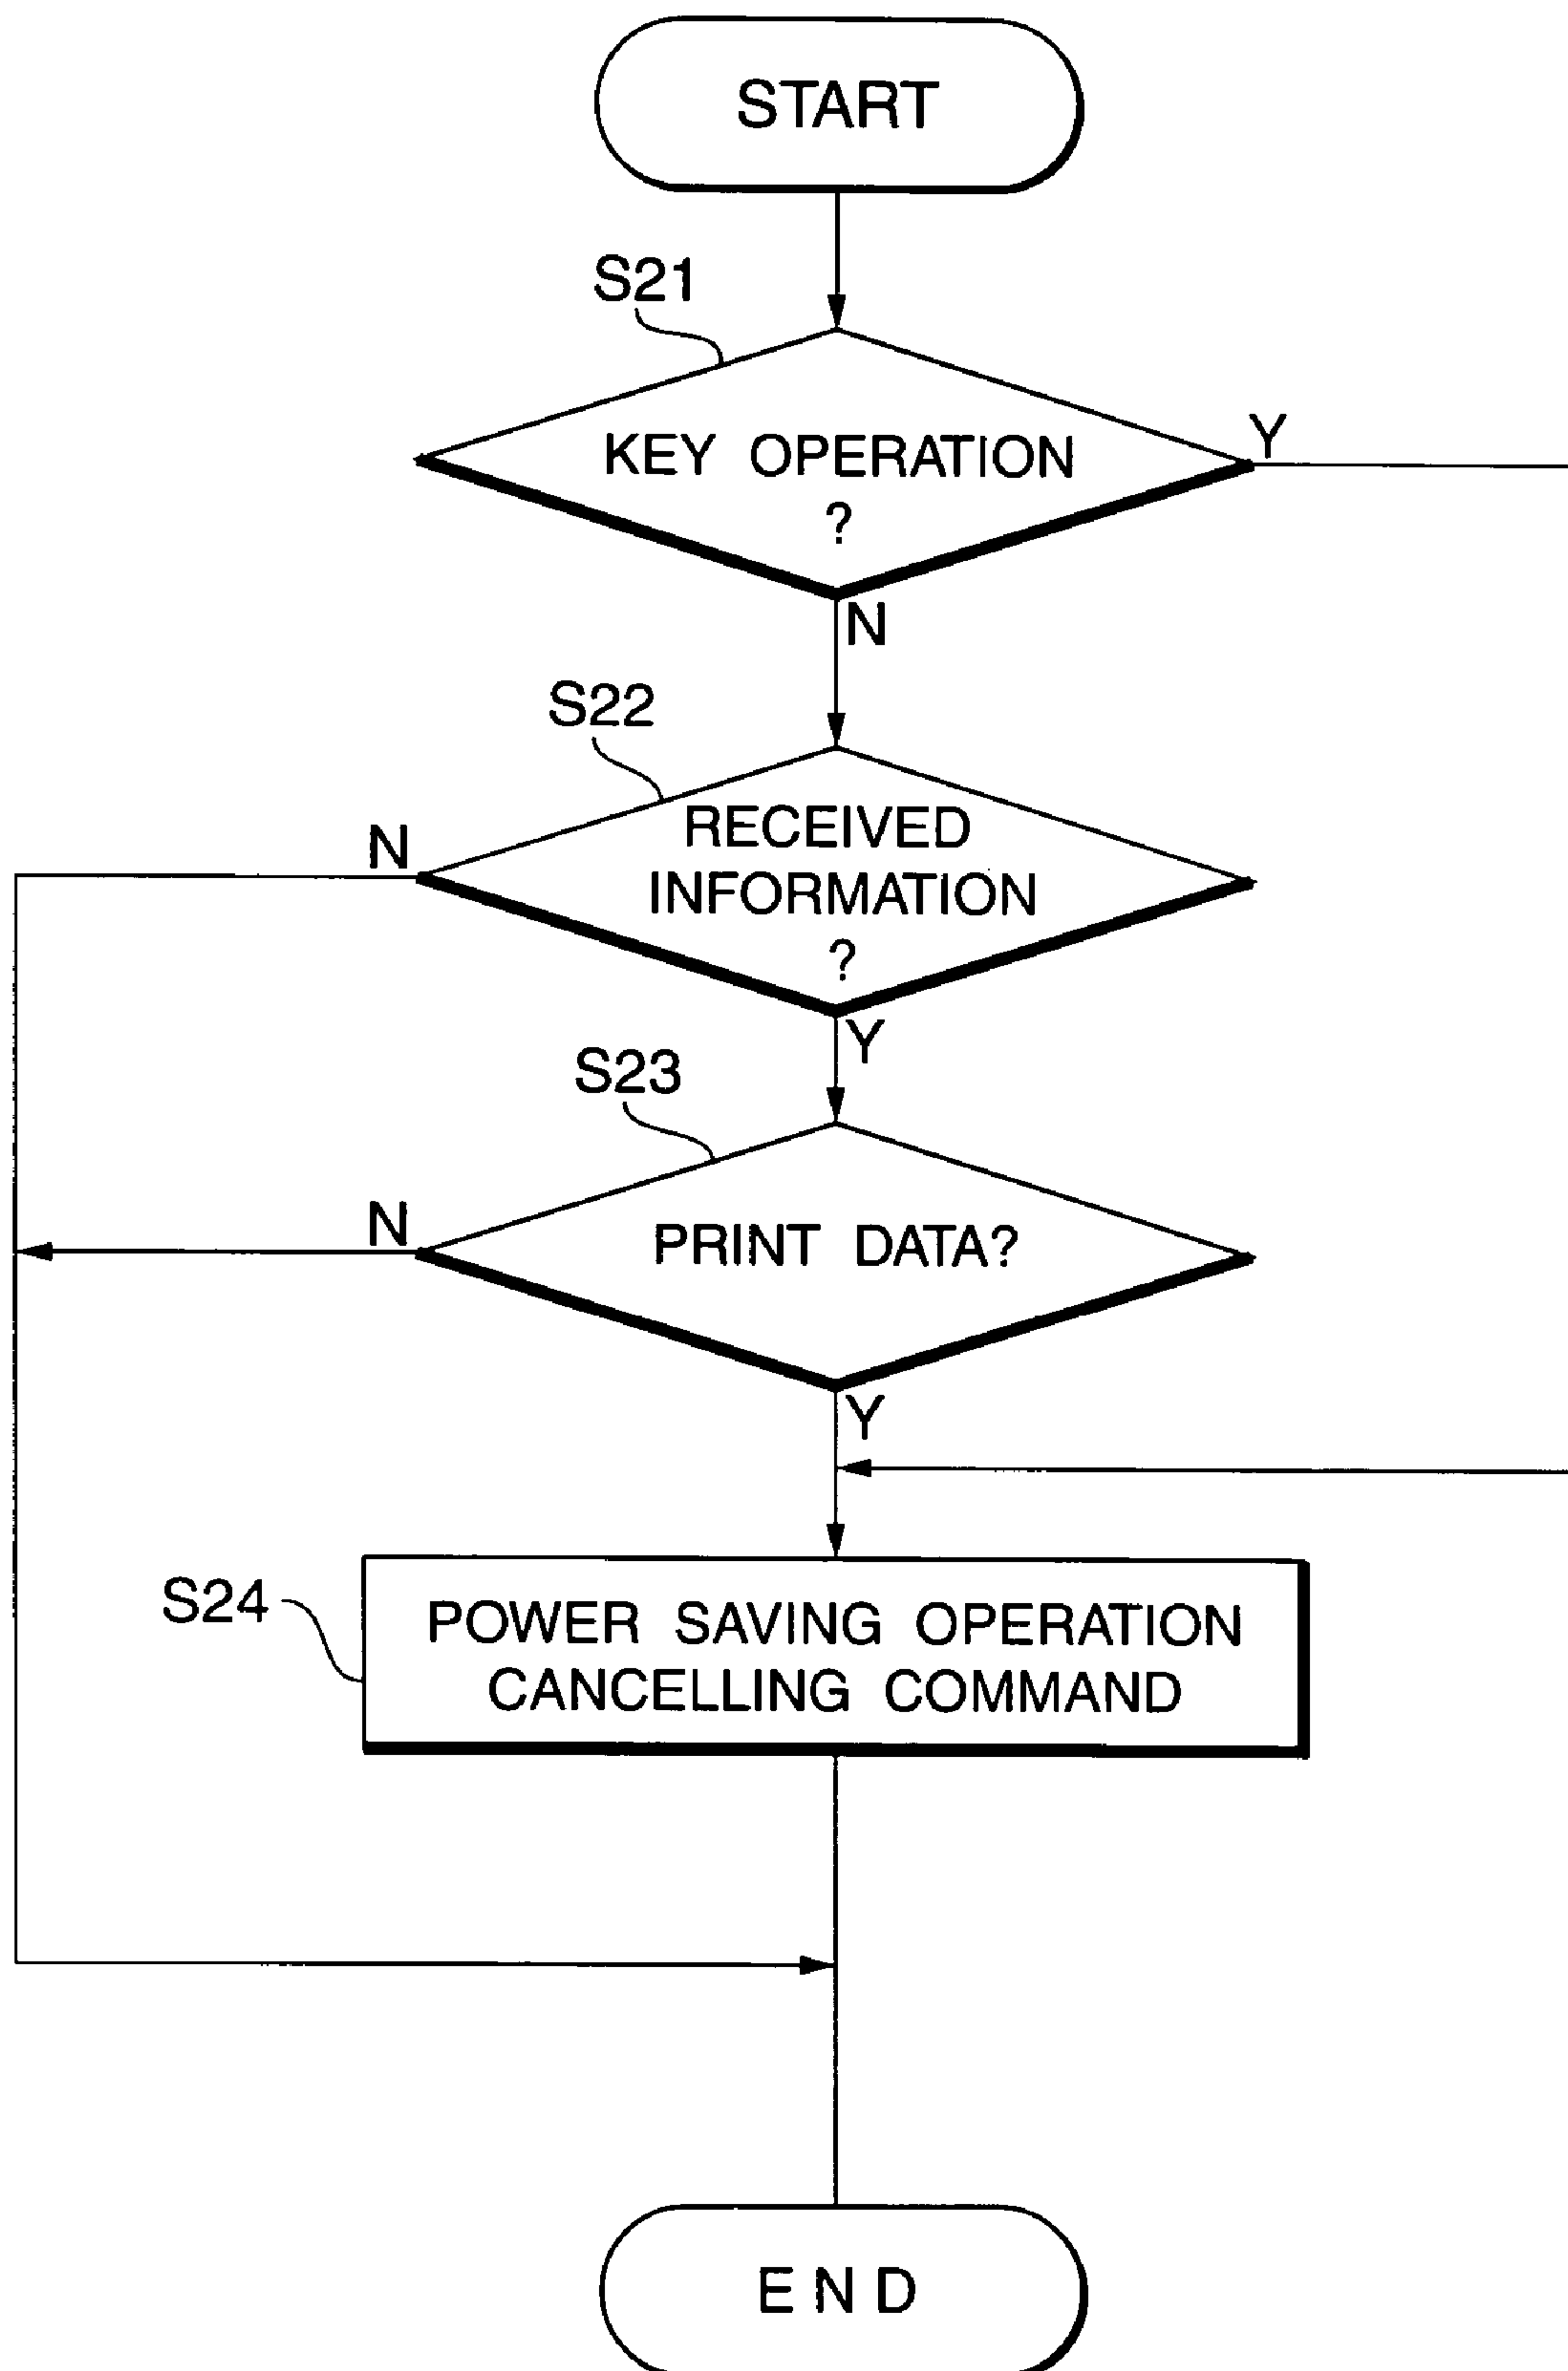 START
S21
KEY OPERATION
?
Y
N
S22
RECEIVED
INFORMATION
?
N
Y
S23
PRINT DATA?
N
Y
S24
POWER SAVING OPERATION
CANCELLING COMMAND
END